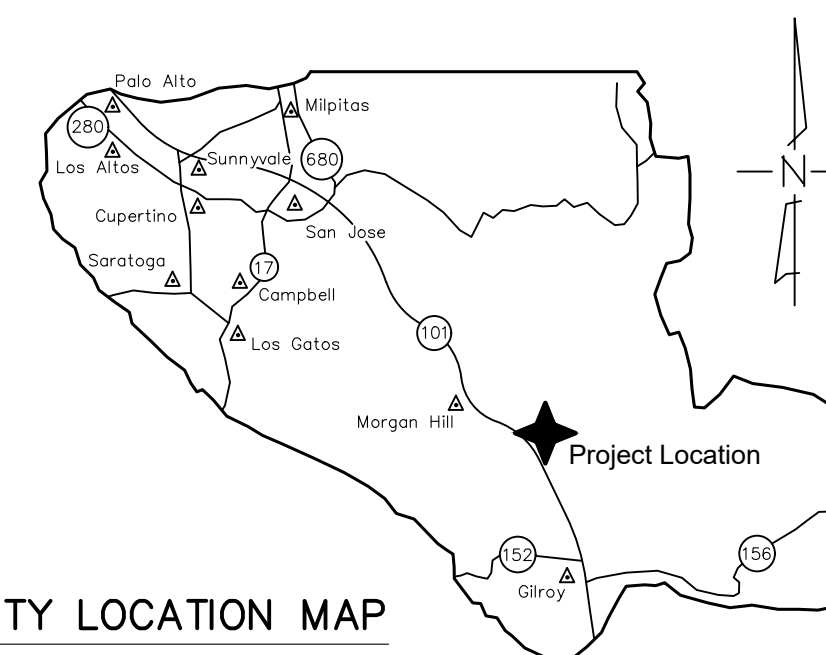 Palo Alto
Milpitas
280
Sunnyvale
680
Los Altos
N
Cupertino
San Jose
Saratoga
17
Campbell
101
Los Gatos
Morgan Hill
Project Location
152
156
Gilroy
TY LOCATION MAP